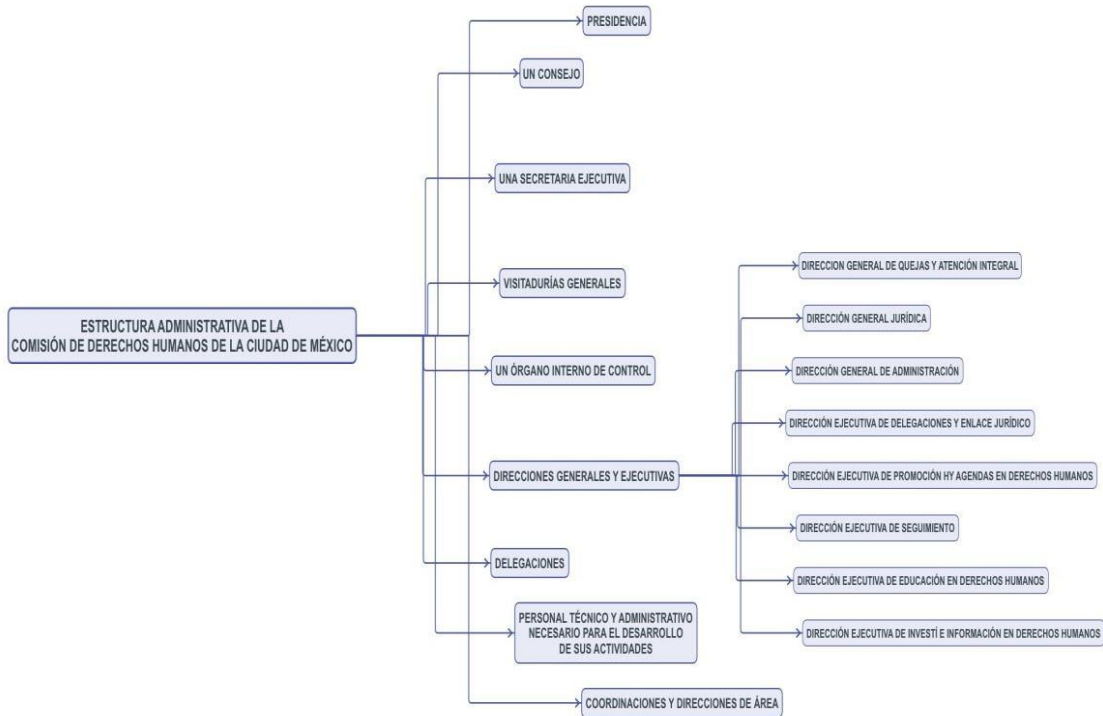 ESTRUCTURA ADMINISTRATIVA DE LA
COMISIÓN DE DERECHOS HUMANOS DE LA CIUDAD DE MÉXICO
PRESIDENCIA
UN CONSEJO
UNA SECRETARIA EJECUTIVA
VISITADURÍAS GENERALES
UN ÓRGANO INTERNO DE CONTROL
DIRECCIONES GENERALES Y EJECUTIVAS
DIRECCION GENERAL DE QUEJAS Y ATENCIÓN INTEGRAL
DIRECCIÓN GENERAL JURÍDICA
DIRECCIÓN GENERAL DE ADMINISTRACIÓN
DIRECCIÓN EJECUTIVA DE DELEGACIONES Y ENLACE JURÍDICO
DIRECCIÓN EJECUTIVA DE PROMOCIÓN HY AGENDAS EN DERECHOS HUMANOS
DIRECCIÓN EJECUTIVA DE SEGUIMIENTO
DIRECCIÓN EJECUTIVA DE EDUCACIÓN EN DERECHOS HUMANOS
DIRECCIÓN EJECUTIVA DE INVESTÍ E INFORMACIÓN EN DERECHOS HUMANOS
DELEGACIONES
PERSONAL TÉCNICO Y ADMINISTRATIVO
NECESARIO PARA EL DESARROLLO
DE SUS ACTIVIDADES
COORDINACIONES Y DIRECCIONES DE ÁREA